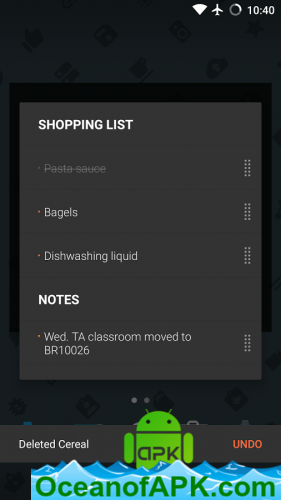 10:40
SHOPPING LIST
Pasta sauce
Bagels
Dishwashing liquid
NOTES
Wed. TA classroom moved to
BR10026
Deleted Cereal UNDO
apk
OceanofAPK.com